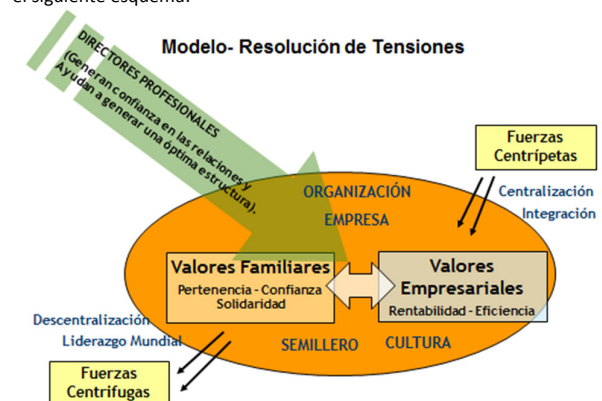 el siguiente esquema:
Modelo- Resolución de Tensiones
DIRECTORES PROFESIONALES
(Generan confianza en las relaciones y
Ayudan a generar una óptima estructura).
Fuerzas
Centrípetas
Centralización
Integración
ORGANIZACIÓN
EMPRESA
Valores Familiares
Pertenencia - Confianza
Solidaridad
Valores
Empresariales
Rentabilidad - Eficiencia
Descentralización
Liderazgo Mundial
SEMILLERO
CULTURA
Fuerzas
Centrifugas